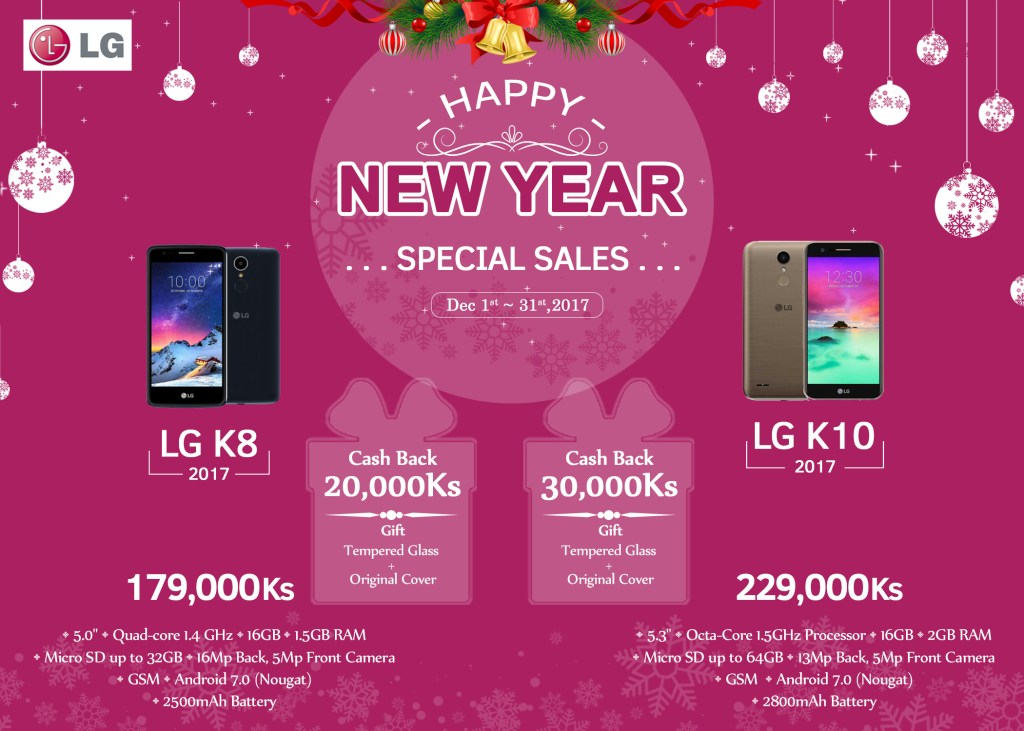 LG
HAPPY
NEW YEAR
... SPECIAL SALES ...
Dec 1st ~ 31st,2017
10:00
LG
LG
12:30
LG
LG
LG K8
2017
Cash Back
20,000Ks
Gift
Tempered Glass
+
Original Cover
Cash Back
30,000Ks
Gift
Tempered Glass
+
Original Cover
LG K10
2017
179,000Ks
5.0" Quad-core 1.4 GHz 16GB 1.5GB RAM
Micro SD up to 32GB 16Mp Back, 5Mp Front Camera
GSM Android 7.0 (Nougat)
2500mAh Battery
229,000Ks
5.3" Octa-Core 1.5GHz Processor 16GB 2GB RAM
Micro SD up to 64GB 13Mp Back, 5Mp Front Camera
GSM Android 7.0 (Nougat)
2800mAh Battery